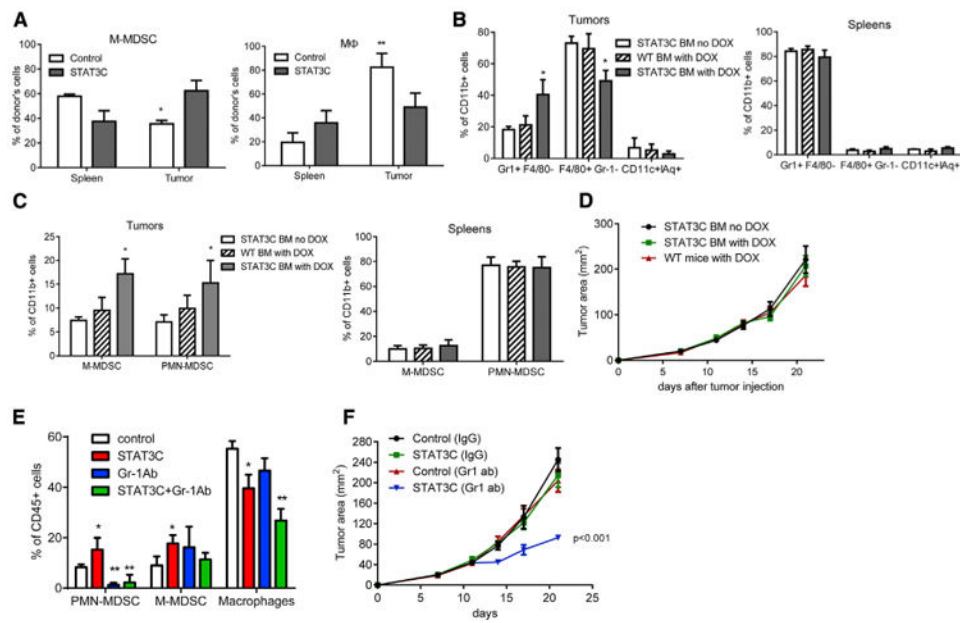 A
M-MDSC
Control
STAT3C
% of donor's cells
100
80
60
40
20
0
*
Spleen
Tumor
MΦ
Control
STAT3C
% of donor's cells
100
80
60
40
20
0
**
Spleen
Tumor
B
Tumors
STAT3C BM no DOX
WT BM with DOX
STAT3C BM with DOX
% of CD11b+ cells
80
60
40
20
0
*
*
Gr1+ F4/80-
F4/80+ Gr-1-
CD11c+IAq+
Spleens
% of CD11b+ cells
100
80
60
40
20
0
Gr1+ F4/80-
F4/80+ Gr-1-
CD11c+IAq+
C
Tumors
STAT3C BM no DOX
WT BM with DOX
STAT3C BM with DOX
% of CD11b+ cells
25
20
15
10
5
0
*
*
M-MDSC
PMN-MDSC
Spleens
% of CD11b+ cells
100
80
60
40
20
0
M-MDSC
PMN-MDSC
D
STAT3C BM no DOX
STAT3C BM with DOX
WT mice with DOX
Tumor area (mm²)
300
200
100
0
0 5 10 15 20
days after tumor injection
E
control
STAT3C
Gr-1Ab
STAT3C+Gr-1Ab
% of CD45+ cells
60
40
20
0
*
**
**
*
*
**
PMN-MDSC
M-MDSC
Macrophages
F
Control (IgG)
STAT3C (IgG)
Control (Gr1 ab)
STAT3C (Gr1 ab)
Tumor area (mm²)
280
240
200
160
120
80
40
0
p<0.001
0 5 10 15 20 25
days